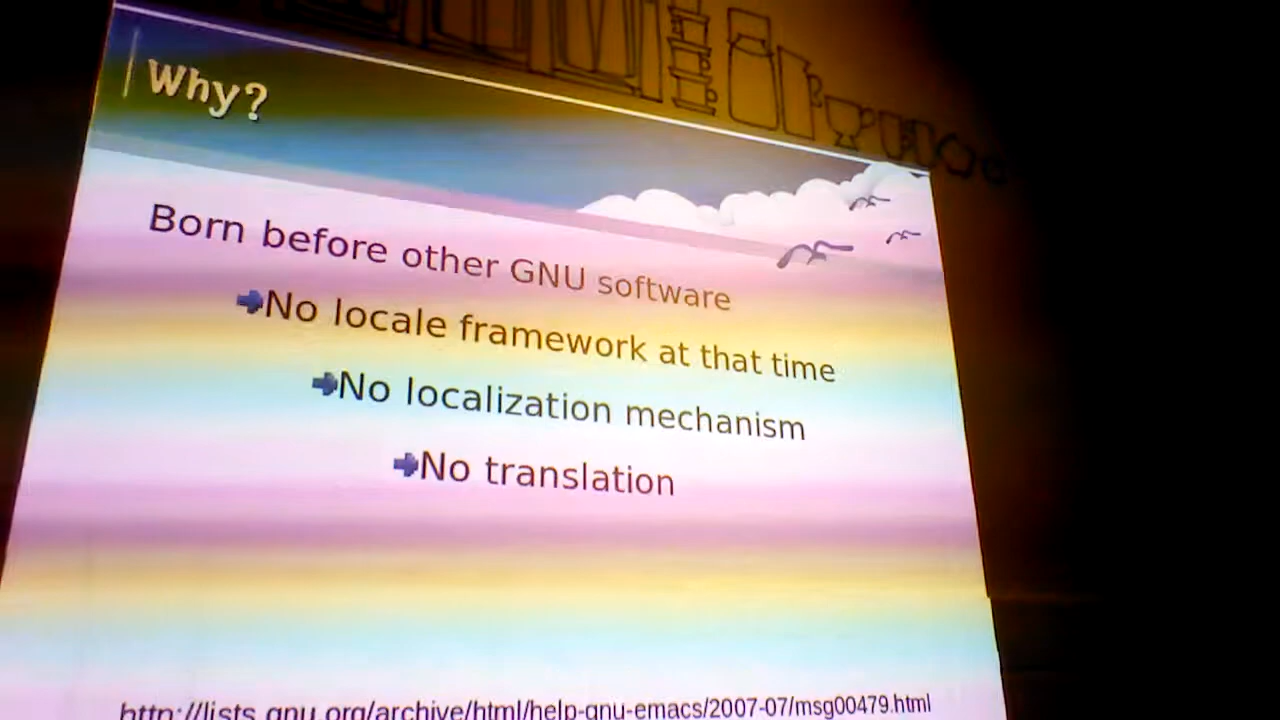 Why?
Born before other GNU software
No locale framework at that time
No localization mechanism
No translation
http://lists.gnu.org/archive/html/help-gnu-emacs/2007-07/msg00479.html